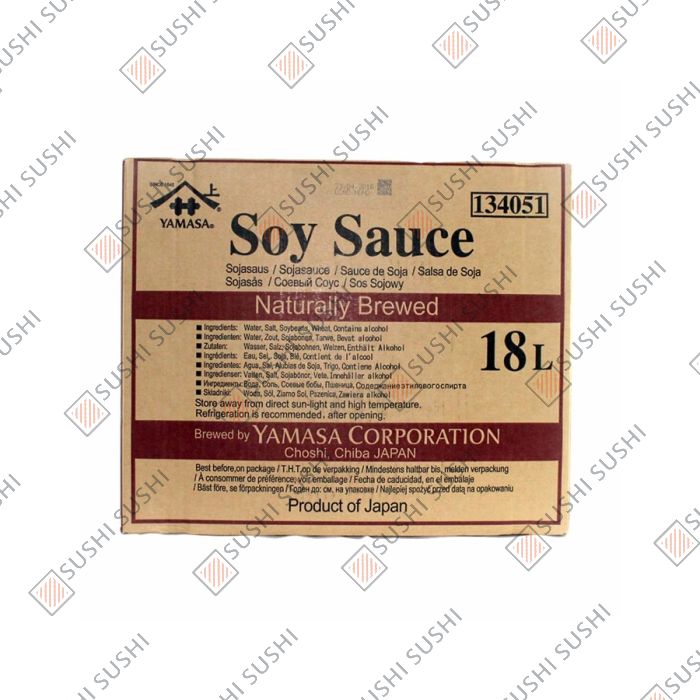 SINCE 1645
上
YAMASA®
134051
Soy Sauce
Sojasaus / Sojasauce / Sauce de Soja / Salsa de Soja
Sojasås / Соевый Соус / Sos Sojowy
Naturally Brewed
■ Ingredients: Water, Salt, Soybeans, Wheat, Contains alcohol
■ Ingredienten: Water, Zout, Sojabonen, Tarwe, Bevat alcohol
■ Zutaten: Wasser, Salz, Sojabohnen, Weizen, Enthält Alkohol
■ Ingrédients: Eau, Sel, Soja, Blé, Contient de l'alcool
■ Ingredientes: Agua, Sal, Alubias de Soja, Trigo, Contiene Alcohol
■ Ingredienser: Vatten, Salt, Sojabönor, Vete, Innehåller alkohol
■ Ингредиенты: Вода, Соль, Соевые бобы, Пшеница, Содержание этилового спирта
■ Składniki: Woda, Sól, Ziarno Soi, Pszenica, Zawiera alkohol
18L
Store away from direct sun-light and high temperature.
Refrigeration is recommended, after opening.
Brewed by YAMASA CORPORATION
Choshi, Chiba JAPAN
Best before, on package / T.H.T. op de verpakking / Mindestens haltbar bis, melden verpackung
/ À consommer de préférence; voir emballage / Fecha de caducidad, en el embalaje
/ Bäst före, se förpackningen / Годен до: см. на упаковке / Najlepiej spożyć przed datą na opakowaniu
Product of Japan
SUSHI SUSHI